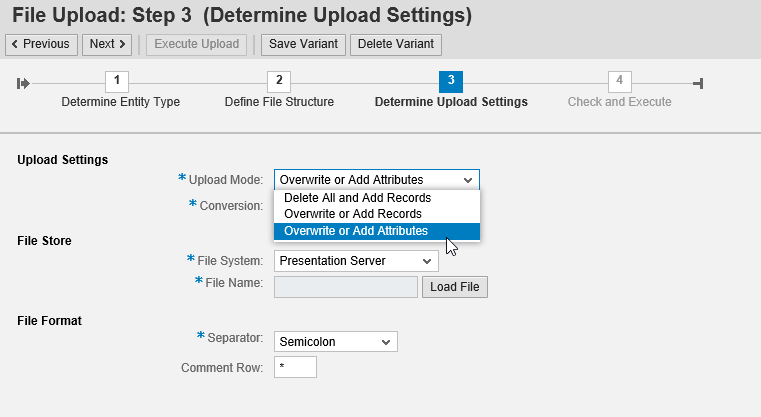 File Upload: Step 3 (Determine Upload Settings)
Previous Next Execute Upload Save Variant Delete Variant
1 2 3 4
Determine Entity Type Define File Structure Determine Upload Settings Check and Execute
Upload Settings
* Upload Mode: Overwrite or Add Attributes
Delete All and Add Records
* Conversion:
Overwrite or Add Records
Overwrite or Add Attributes
File Store
* File System: Presentation Server
* File Name: Load File
File Format
* Separator: Semicolon
Comment Row: *